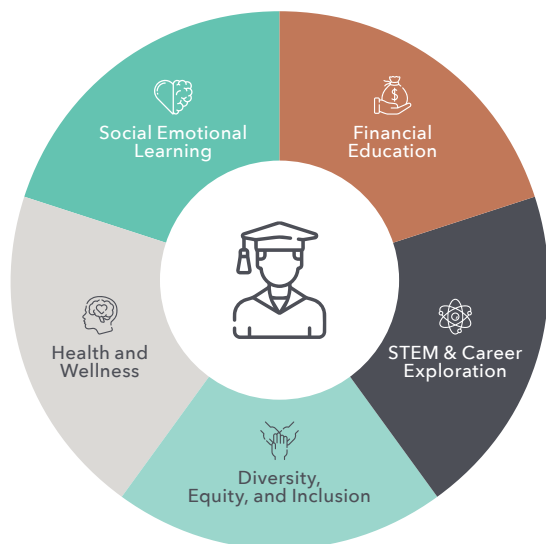 Social Emotional
Learning
Financial
Education
$
STEM & Career
Exploration
Diversity,
Equity, and Inclusion
Health and
Wellness